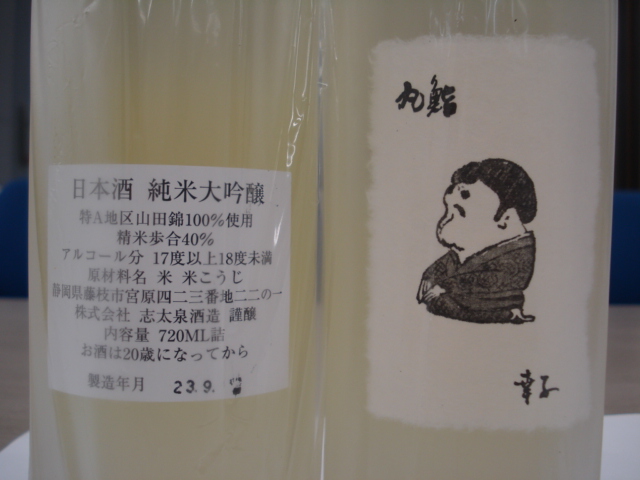 日本酒 純米大吟醸
特A地区山田錦100%使用
精米歩合40%
アルコール分 17度以上18度未満
原材料名 米 米こうじ
静岡県藤枝市宮原四二三番地二二の一
株式会社 志太泉酒造 謹醸
内容量 720ML詰
お酒は20歳になってから
製造年月 23.9.
丸鮨
幸子